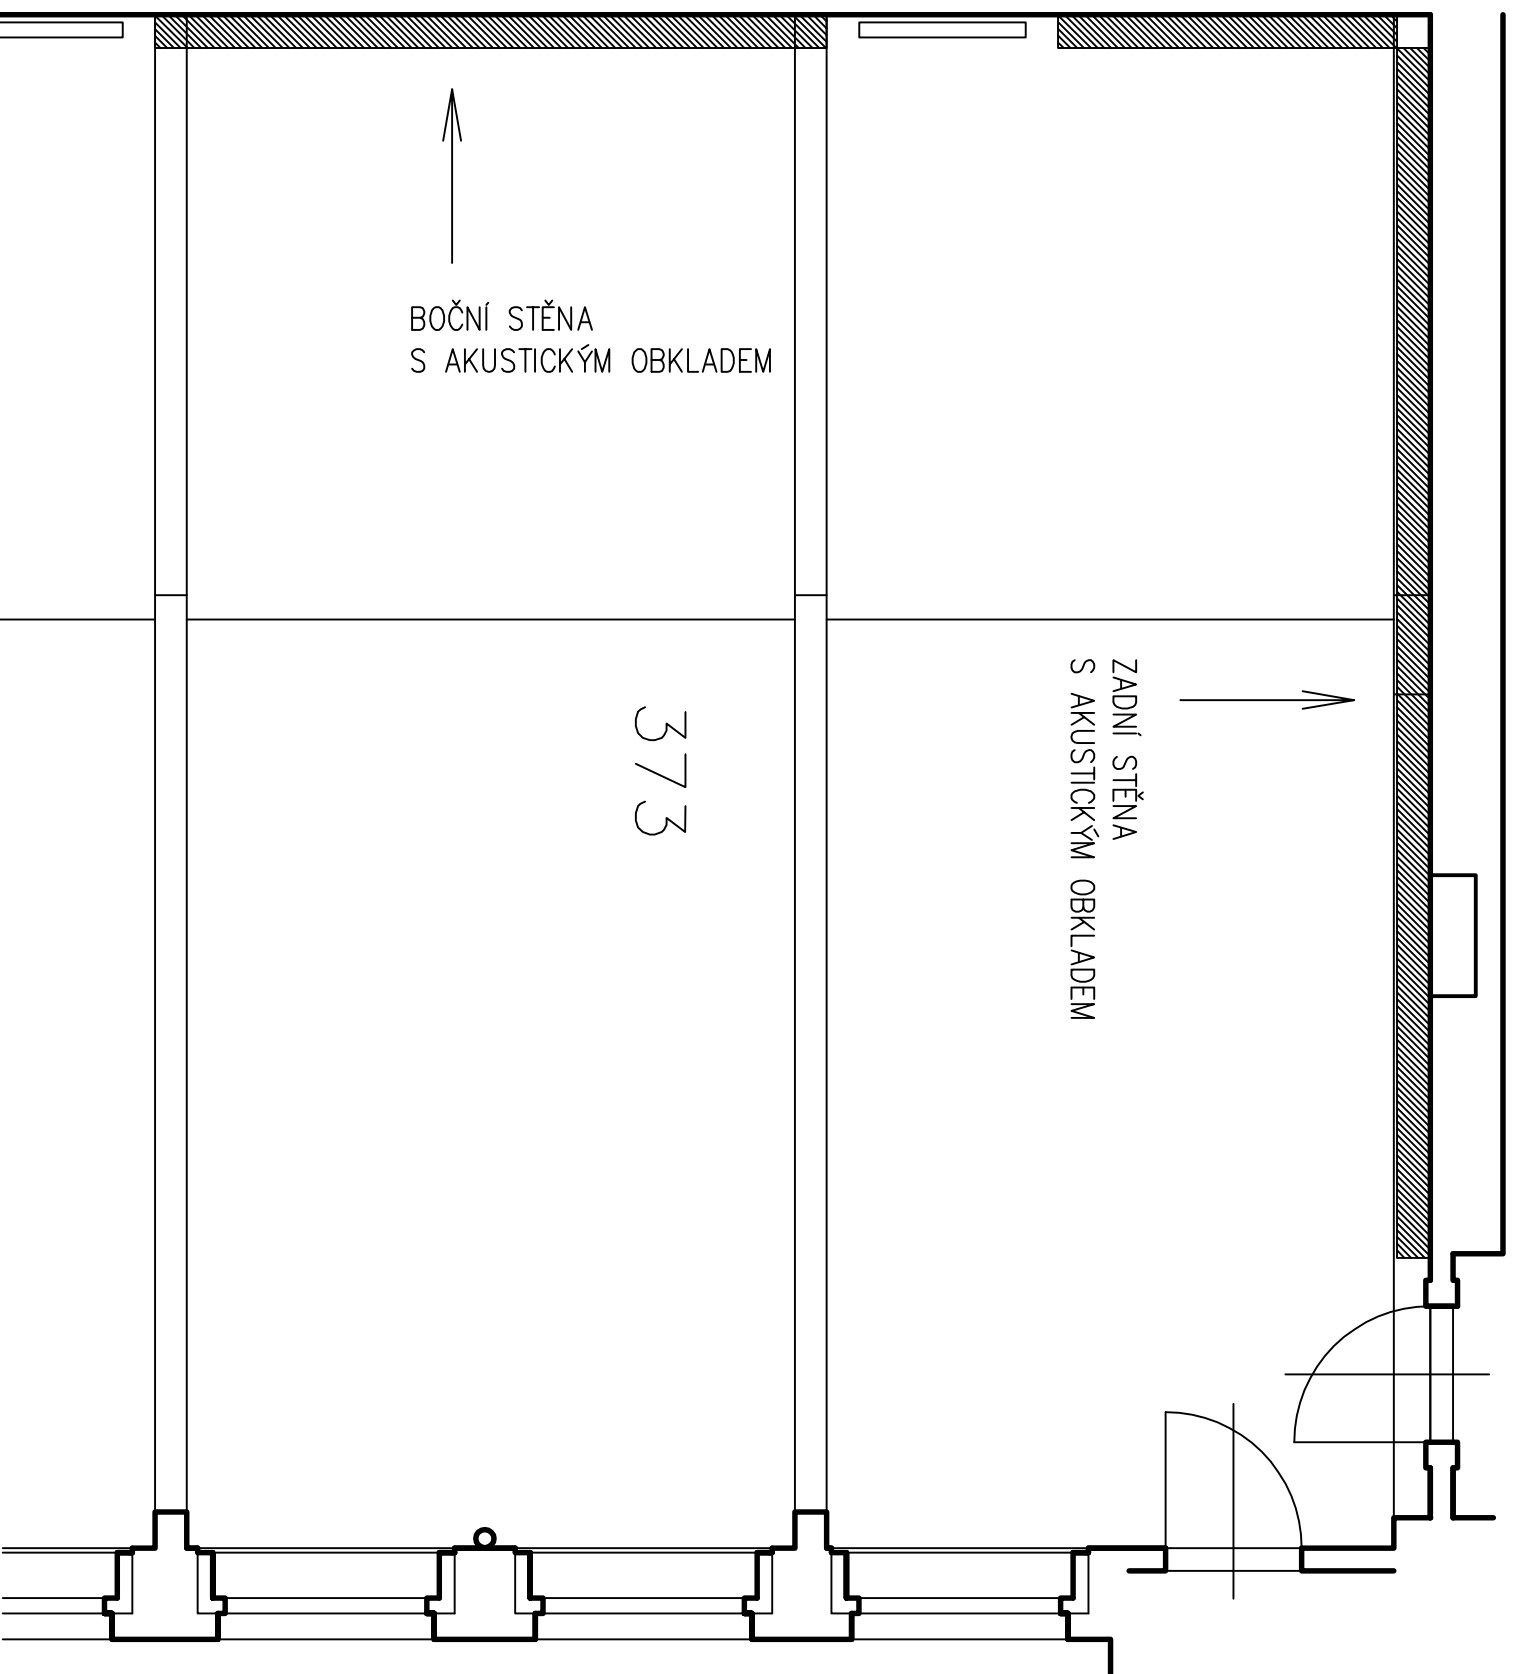 BOČNÍ STĚNA
S AKUSTICKÝM OBKLADEM
373
ZADNÍ STĚNA
S AKUSTICKÝM OBKLADEM